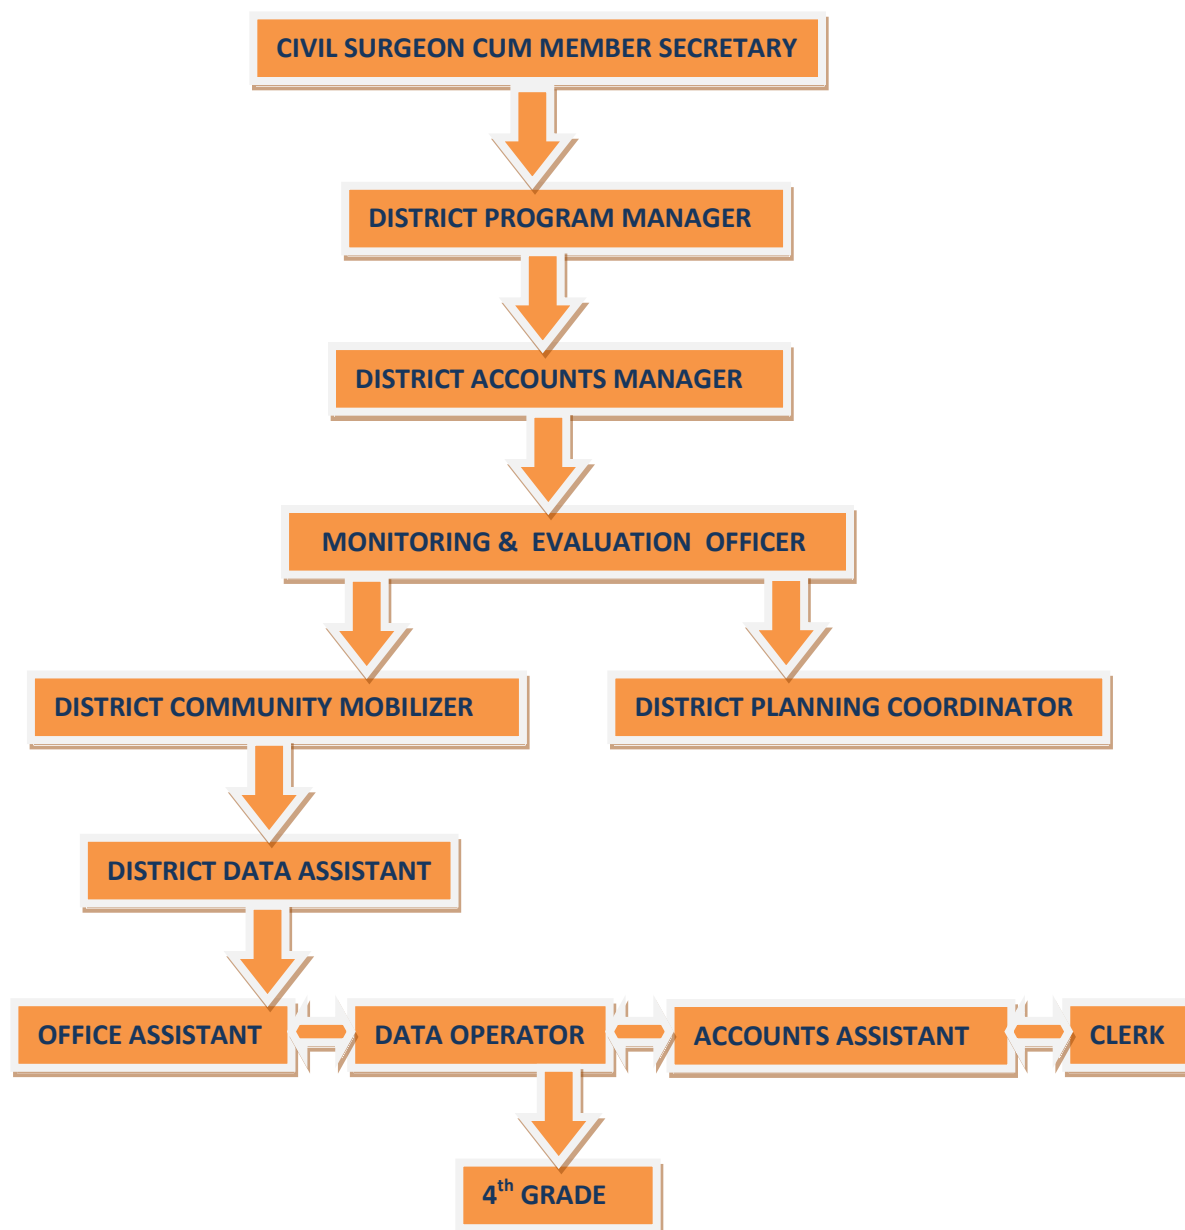 CIVIL SURGEON CUM MEMBER SECRETARY
DISTRICT PROGRAM MANAGER
DISTRICT ACCOUNTS MANAGER
MONITORING & EVALUATION OFFICER
DISTRICT COMMUNITY MOBILIZER
DISTRICT PLANNING COORDINATOR
DISTRICT DATA ASSISTANT
OFFICE ASSISTANT
DATA OPERATOR
ACCOUNTS ASSISTANT
CLERK
4th GRADE